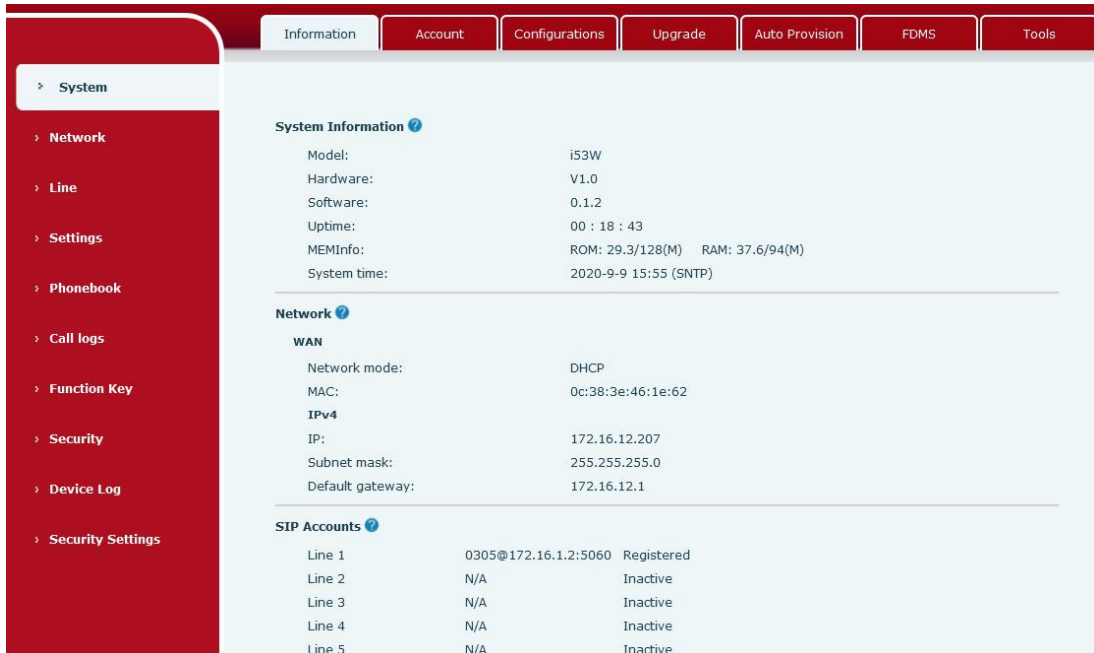 Information Account Configurations Upgrade Auto Provision FDMS Tools
› System
› Network
› Line
› Settings
› Phonebook
› Call logs
› Function Key
› Security
› Device Log
› Security Settings
System Information ?
Model: i53W
Hardware: V1.0
Software: 0.1.2
Uptime: 00 : 18 : 43
MEMInfo: ROM: 29.3/128(M) RAM: 37.6/94(M)
System time: 2020-9-9 15:55 (SNTP)
Network ?
WAN
Network mode: DHCP
MAC: 0c:38:3e:46:1e:62
IPv4
IP: 172.16.12.207
Subnet mask: 255.255.255.0
Default gateway: 172.16.12.1
SIP Accounts ?
Line 1 0305@172.16.1.2:5060 Registered
Line 2 N/A Inactive
Line 3 N/A Inactive
Line 4 N/A Inactive
Line 5 N/A Inactive